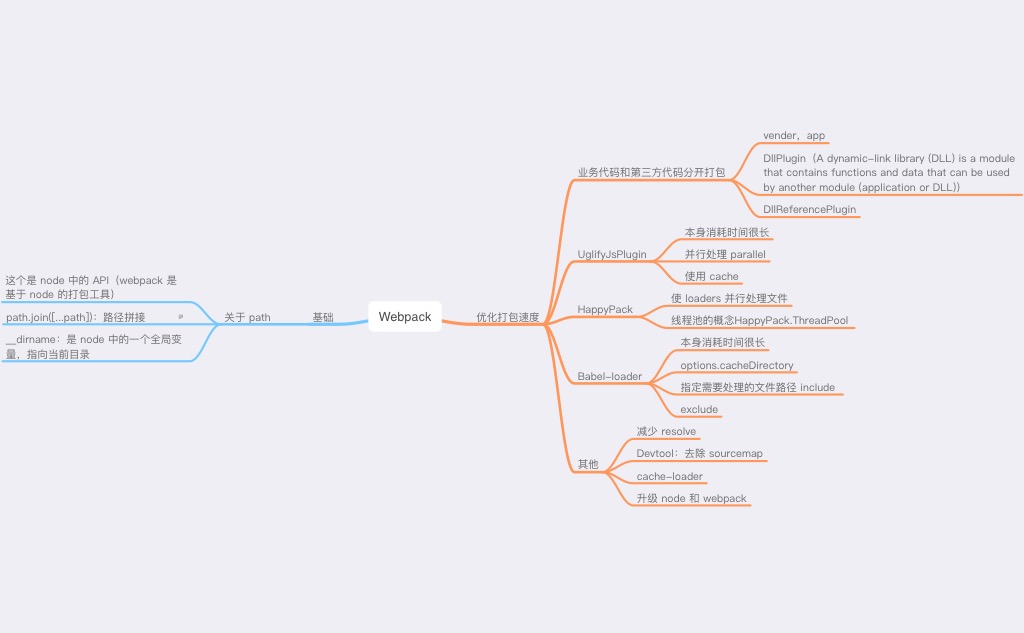 Webpack
基础
关于 path
这个是 node 中的 API（webpack 是
基于 node 的打包工具）
path.join([...path])：路径拼接
__dirname：是 node 中的一个全局变
量，指向当前目录
优化打包速度
业务代码和第三方代码分开打包
vender，app
DllPlugin（A dynamic-link library (DLL) is a module
that contains functions and data that can be used
by another module (application or DLL)）
DllReferencePlugin
UglifyJsPlugin
本身消耗时间很长
并行处理 parallel
使用 cache
HappyPack
使 loaders 并行处理文件
线程池的概念HappyPack.ThreadPool
Babel-loader
本身消耗时间很长
options.cacheDirectory
指定需要处理的文件路径 include
exclude
其他
减少 resolve
Devtool：去除 sourcemap
cache-loader
升级 node 和 webpack